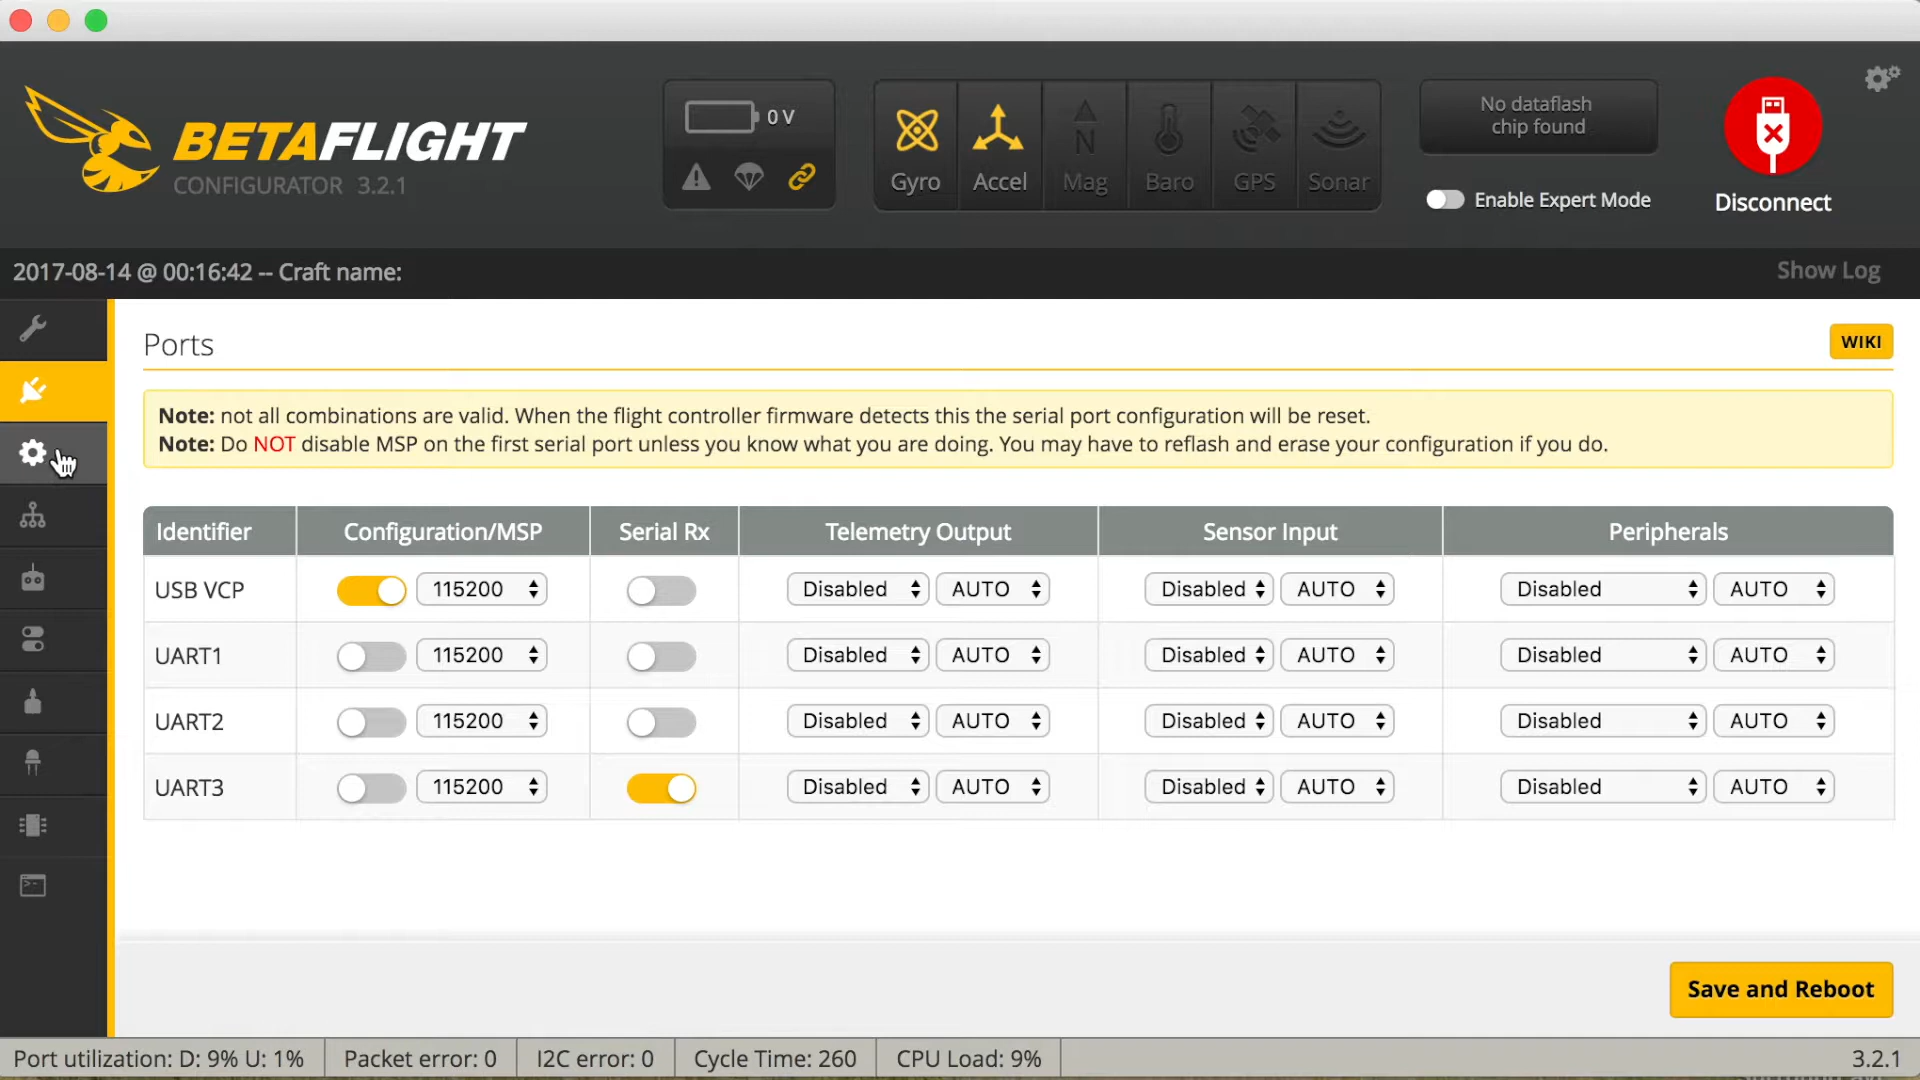 BETAFLIGHT
CONFIGURATOR 3.2.1
0 V
N
Gyro
Accel
Mag
Baro
GPS
Sonar
No dataflash
chip found
Enable Expert Mode
Disconnect
2017-08-14 @ 00:16:42 -- Craft name:
Show Log
Ports
WIKI
Note: not all combinations are valid. When the flight controller firmware detects this the serial port configuration will be reset.
Note: Do NOT disable MSP on the first serial port unless you know what you are doing. You may have to reflash and erase your configuration if you do.
Identifier Configuration/MSP Serial Rx Telemetry Output Sensor Input Peripherals
USB VCP 115200 Disabled AUTO Disabled AUTO Disabled AUTO
UART1 115200 Disabled AUTO Disabled AUTO Disabled AUTO
UART2 115200 Disabled AUTO Disabled AUTO Disabled AUTO
UART3 115200 Disabled AUTO Disabled AUTO Disabled AUTO
Save and Reboot
Port utilization: D: 9% U: 1% Packet error: 0 I2C error: 0 Cycle Time: 260 CPU Load: 9% 3.2.1